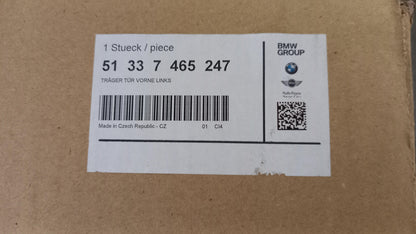 1 Stueck / piece
51 33 7 465 247
TRÄGER TÜR VORNE LINKS
Made in Czech Republic - CZ 01 CI4
BMW
GROUP